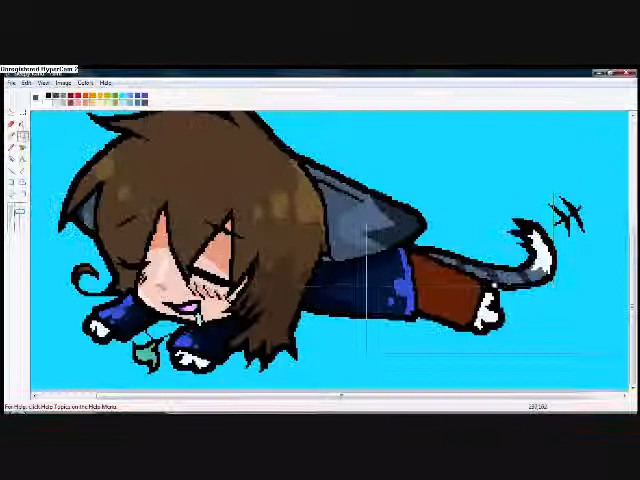 Unregistered HyperCam 2
File Edit View Image Colors Help
For Help, click Help Topics on the Help Menu.